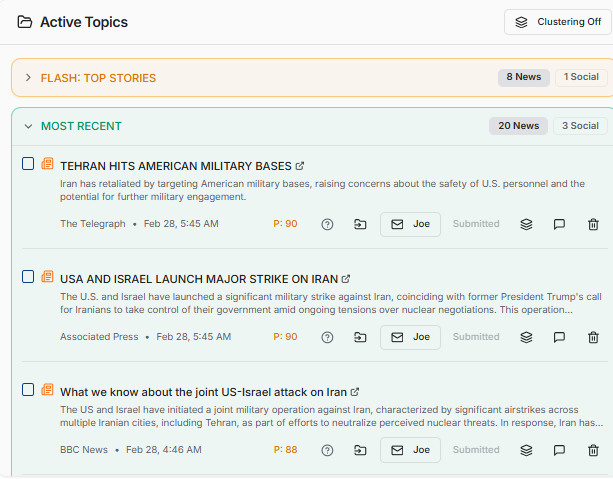 Active Topics
Clustering Off
FLASH: TOP STORIES
8 News
1 Social
MOST RECENT
20 News
3 Social
TEHRAN HITS AMERICAN MILITARY BASES
Iran has retaliated by targeting American military bases, raising concerns about the safety of U.S. personnel and the
potential for further military engagement.
The Telegraph • Feb 28, 5:45 AM P: 90 Joe Submitted
USA AND ISRAEL LAUNCH MAJOR STRIKE ON IRAN
The U.S. and Israel have launched a significant military strike against Iran, coinciding with former President Trump's call
for Iranians to take control of their government amid ongoing tensions over nuclear negotiations. This operation...
Associated Press • Feb 28, 5:45 AM P: 90 Joe Submitted
What we know about the joint US-Israel attack on Iran
The US and Israel have initiated a joint military operation against Iran, characterized by significant airstrikes across
multiple Iranian cities, including Tehran, as part of efforts to neutralize perceived nuclear threats. In response, Iran has...
BBC News • Feb 28, 4:46 AM P: 88 Joe Submitted